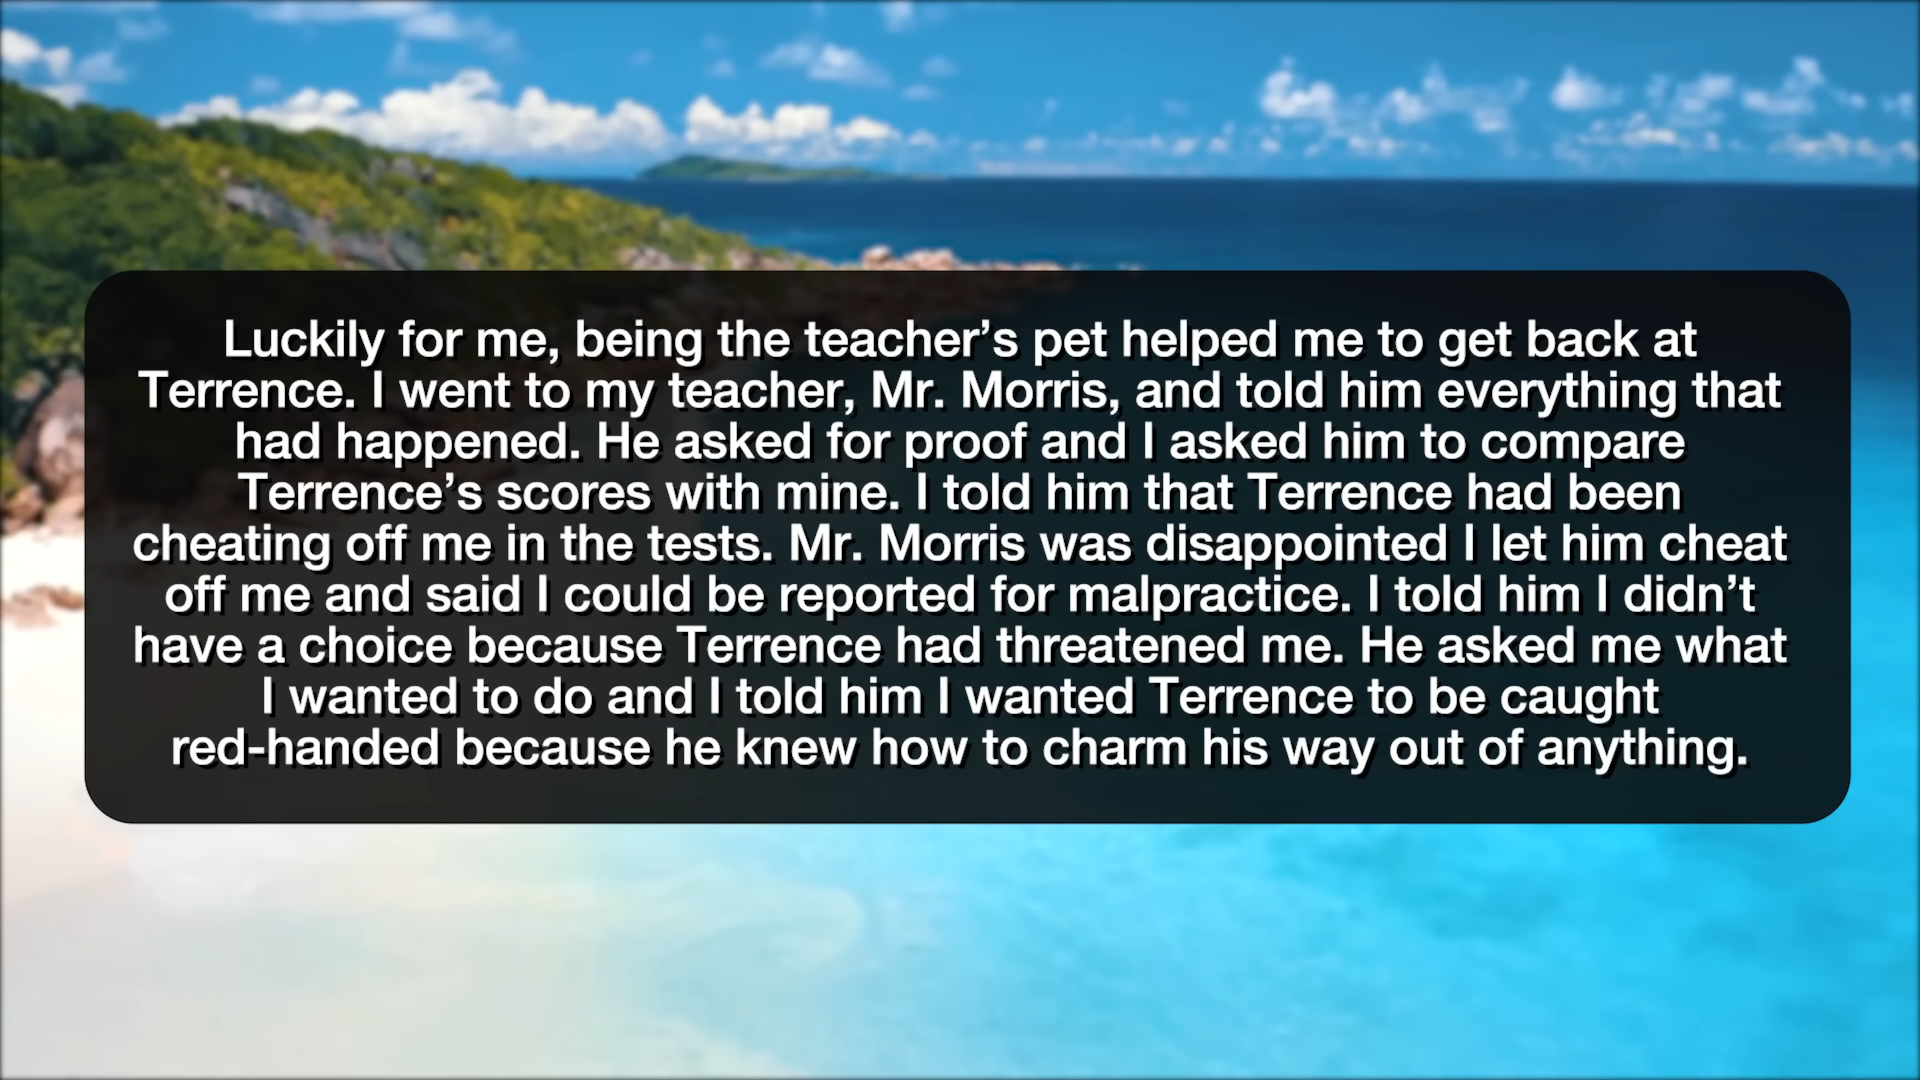 Luckily for me, being the teacher’s pet helped me to get back at
Terrence. I went to my teacher, Mr. Morris, and told him everything that
had happened. He asked for proof and I asked him to compare
Terrence’s scores with mine. I told him that Terrence had been
cheating off me in the tests. Mr. Morris was disappointed I let him cheat
off me and said I could be reported for malpractice. I told him I didn’t
have a choice because Terrence had threatened me. He asked me what
I wanted to do and I told him I wanted Terrence to be caught
red-handed because he knew how to charm his way out of anything.